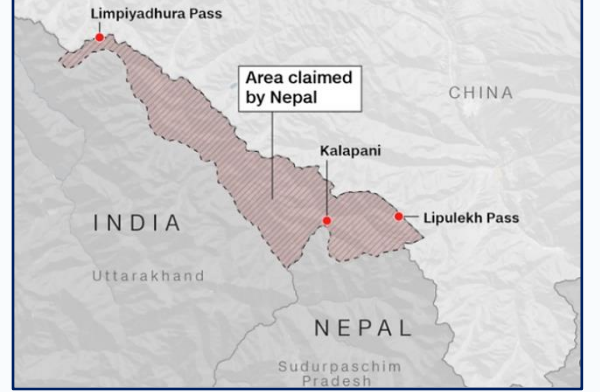 Limpiyadhura Pass
Area claimed
by Nepal
CHINA
Kalapani
Lipulekh Pass
INDIA
Uttarakhand
NEPAL
Sudurpaschim
Pradesh